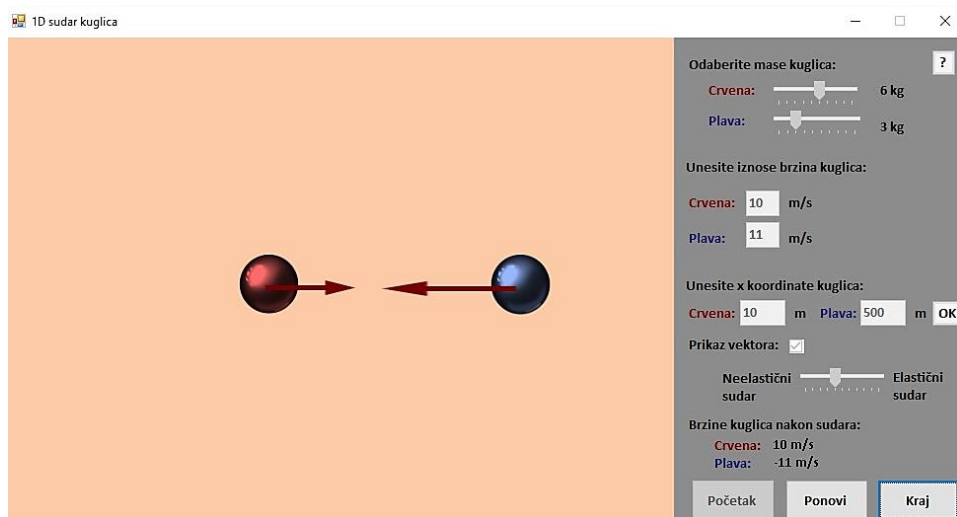 1D sudar kuglica
Odaberite mase kuglica:
?
Crvena: 6 kg
Plava: 3 kg
Unesite iznose brzina kuglica:
Crvena: 10 m/s
Plava: 11 m/s
Unesite x koordinate kuglica:
Crvena: 10 m Plava: 500 m OK
Prikaz vektora:
Neelastični Elastični
sudar sudar
Brzine kuglica nakon sudara:
Crvena: 10 m/s
Plava: -11 m/s
Početak Ponovi Kraj